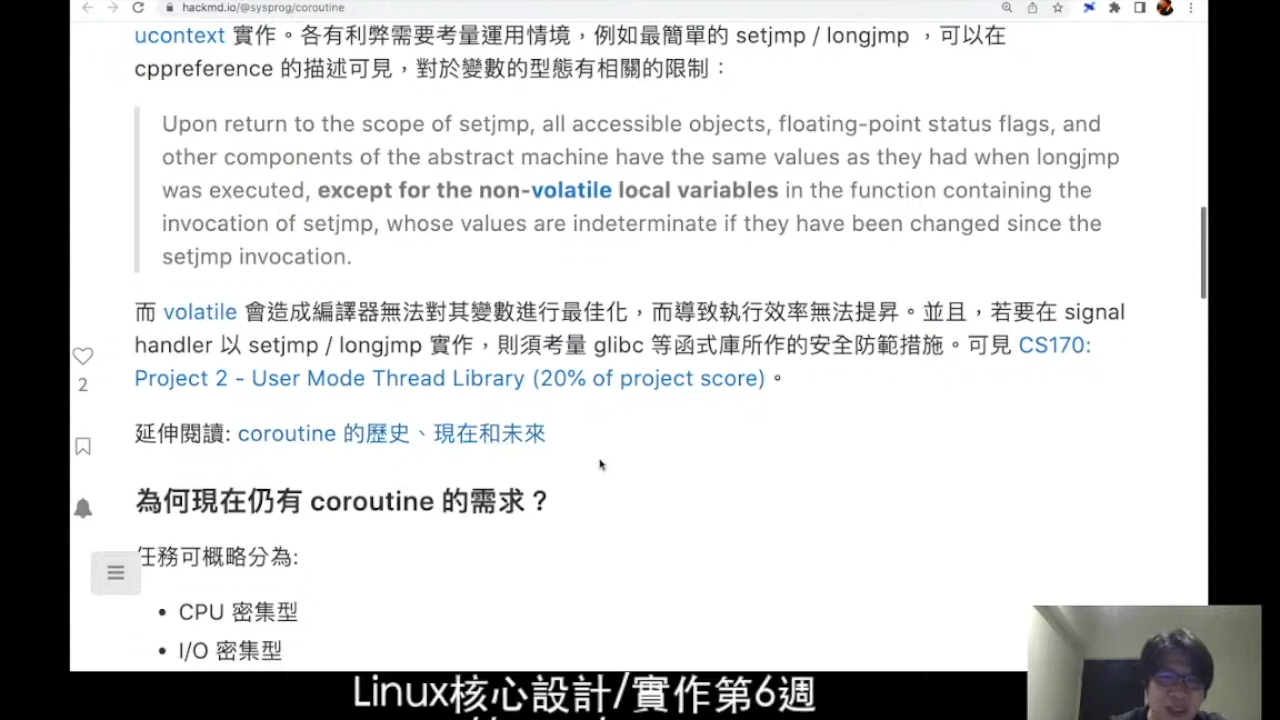 hackmd.io/@sysprog/coroutine
ucontext 實作。各有利弊需要考量運用情境，例如最簡單的 setjmp / longjmp ，可以在
cppreference 的描述可見，對於變數的型態有相關的限制：
Upon return to the scope of setjmp, all accessible objects, floating-point status flags, and
other components of the abstract machine have the same values as they had when longjmp
was executed, except for the non-volatile local variables in the function containing the
invocation of setjmp, whose values are indeterminate if they have been changed since the
setjmp invocation.
而 volatile 會造成編譯器無法對其變數進行最佳化，而導致執行效率無法提昇。並且，若要在 signal
handler 以 setjmp / longjmp 實作，則須考量 glibc 等函式庫所作的安全防範措施。可見 CS170:
Project 2 - User Mode Thread Library (20% of project score) 。
2
延伸閱讀: coroutine 的歷史、現在和未來
為何現在仍有 coroutine 的需求？
任務可概略分為:
• CPU 密集型
• I/O 密集型
Linux核心設計/實作第6週